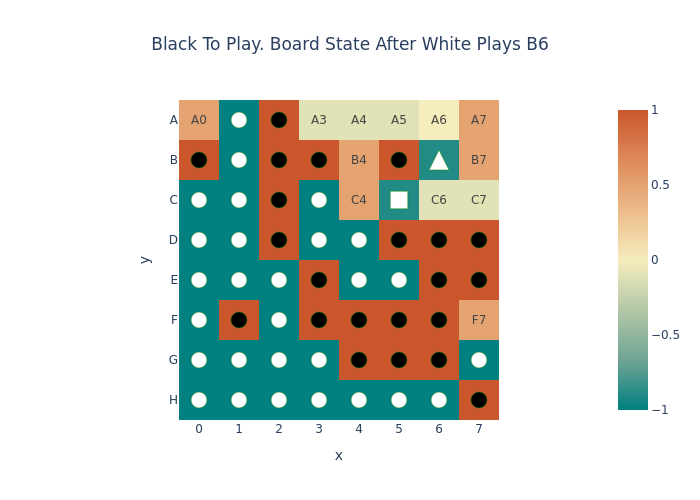 Black To Play. Board State After White Plays B6
A A0 A3 A4 A5 A6 A7
B B4 B7
C C4 C6 C7
D
E
F F7
G
H
0 1 2 3 4 5 6 7
x
y
1
0.5
0
−0.5
−1